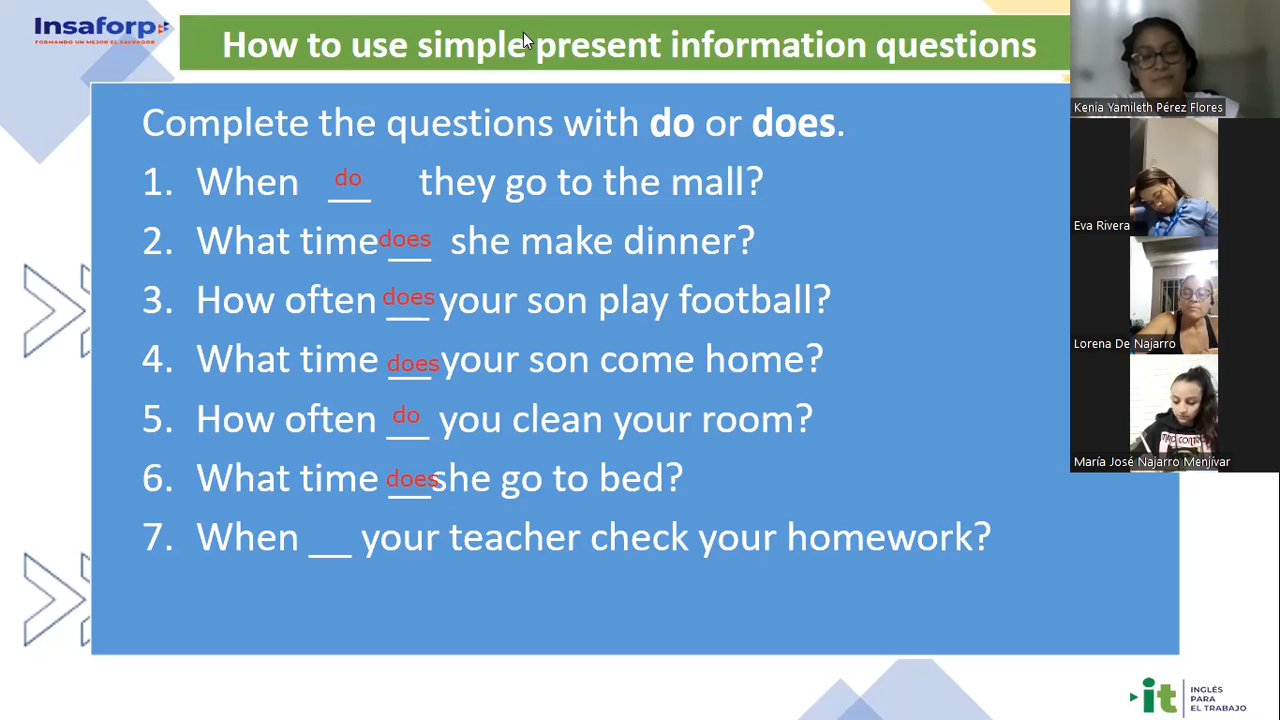 Insaforp
FORMANDO UN MEJOR EL SALVADOR
How to use simple present information questions
Complete the questions with do or does.
1. When do they go to the mall?
2. What time does she make dinner?
3. How often does your son play football?
4. What time does your son come home?
5. How often do you clean your room?
6. What time does she go to bed?
7. When __ your teacher check your homework?
Kenia Yamileth Pérez Flores
Eva Rivera
Lorena De Najarro
María José Najarro Menjívar
it
INGLÉS
PARA
EL TRABAJO